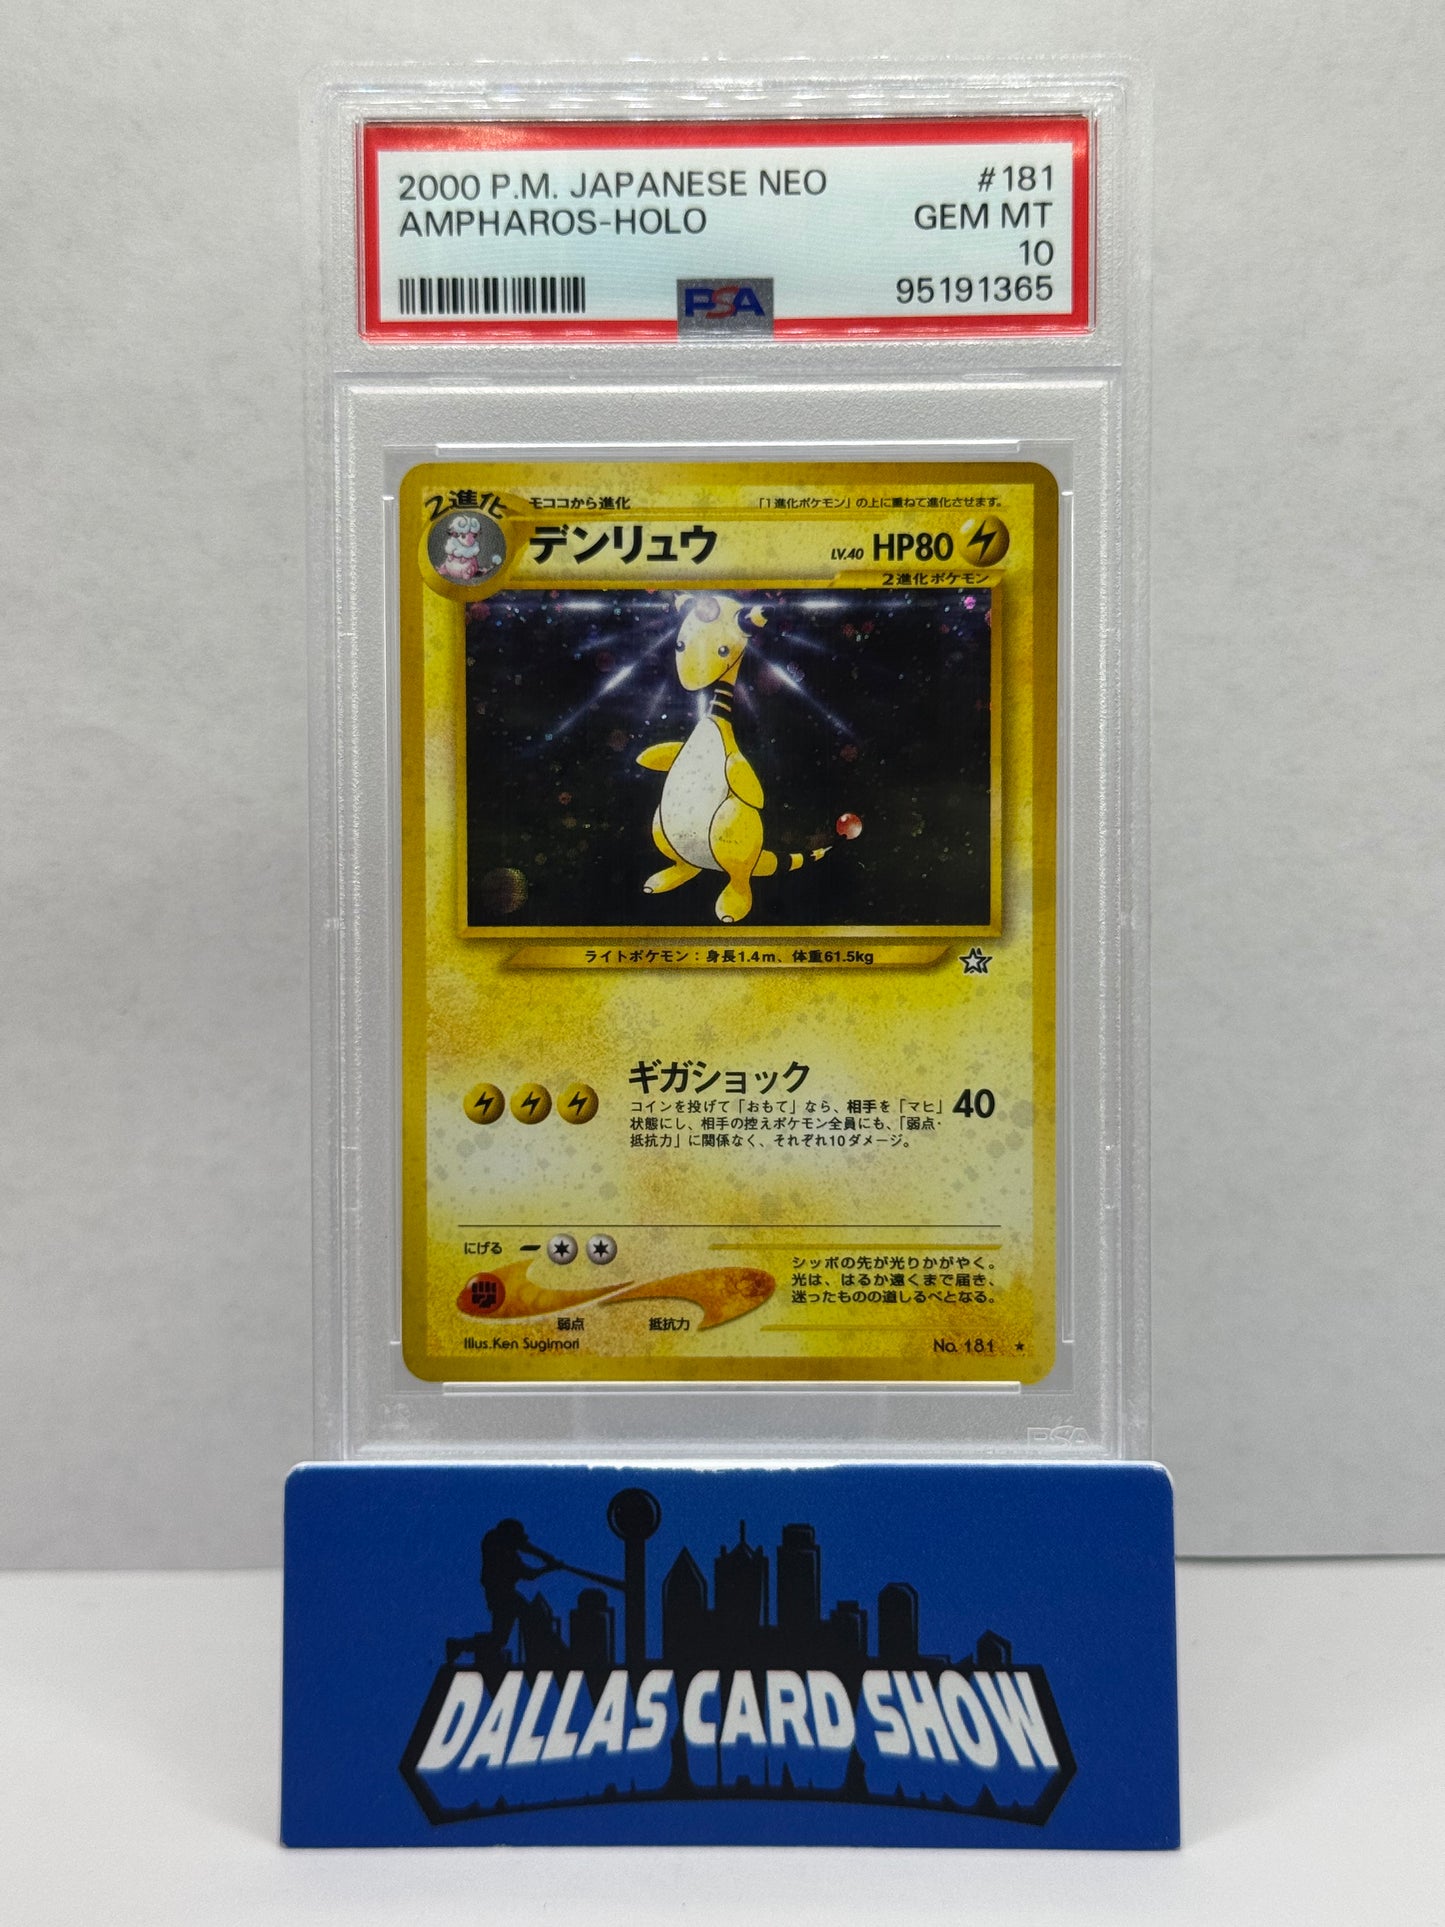 2000 P.M. JAPANESE NEO #181
AMPHAROS-HOLO GEM MT
10
PSA 95191365
2進化 モココから進化 「1進化ポケモン」の上に重ねて進化させます。
デンリュウ LV.40 HP80
2進化ポケモン
ライトポケモン：身長1.4m、体重61.5kg
ギガショック
コインを投げて「おもて」なら、相手を「マヒ」 40
状態にし、相手の控えポケモン全員にも、「弱点・
抵抗力」に関係なく、それぞれ10ダメージ。
にげる
シッポの先が光りかがやく。
光は、はるか遠くまで届き、
迷ったものの道しるべとなる。
弱点 抵抗力
Illus.Ken Sugimori No. 181 ★
PSA
DALLAS CARD SHOW